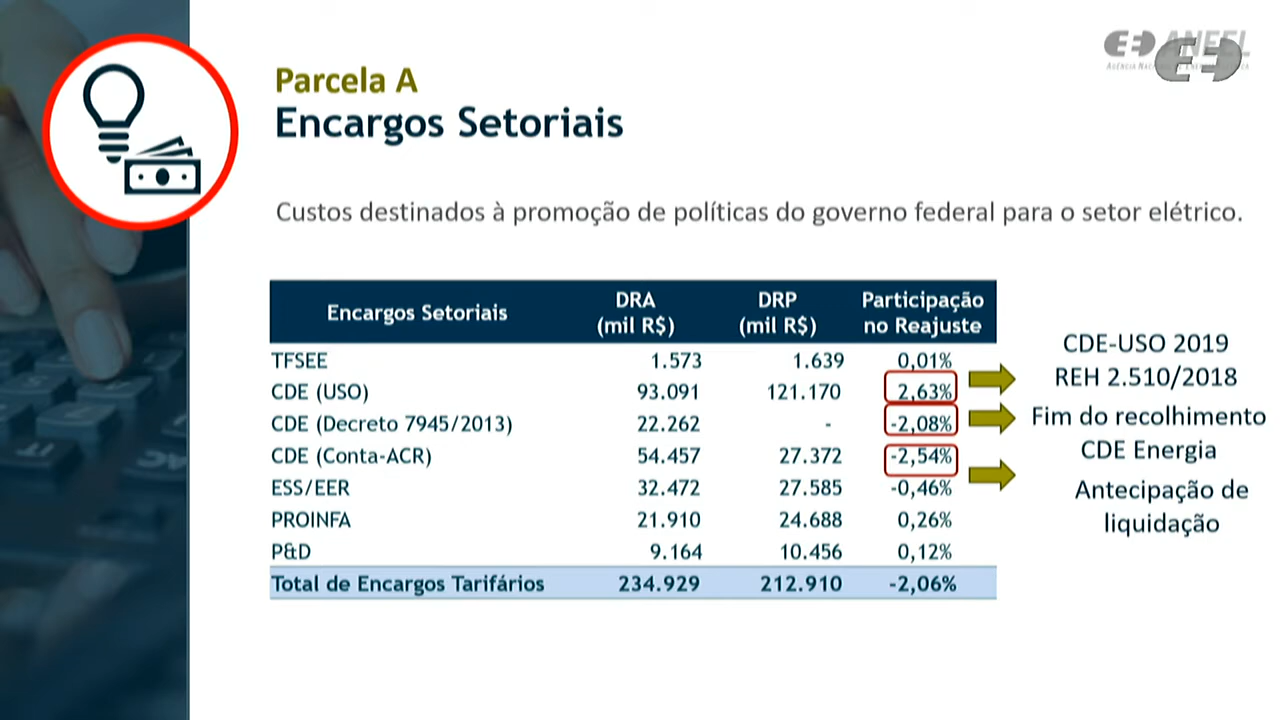 ANEEL
Parcela A
Encargos Setoriais
Custos destinados à promoção de políticas do governo federal para o setor elétrico.
Encargos Setoriais DRA (mil R$) DRP (mil R$) Participação no Reajuste
TFSEE 1.573 1.639 0,01%
CDE (USO) 93.091 121.170 2,63%
CDE (Decreto 7945/2013) 22.262 - -2,08%
CDE (Conta-ACR) 54.457 27.372 -2,54%
ESS/EER 32.472 27.585 -0,46%
PROINFA 21.910 24.688 0,26%
P&D 9.164 10.456 0,12%
Total de Encargos Tarifários 234.929 212.910 -2,06%
CDE-USO 2019
REH 2.510/2018
Fim do recolhimento
CDE Energia
Antecipação de
liquidação